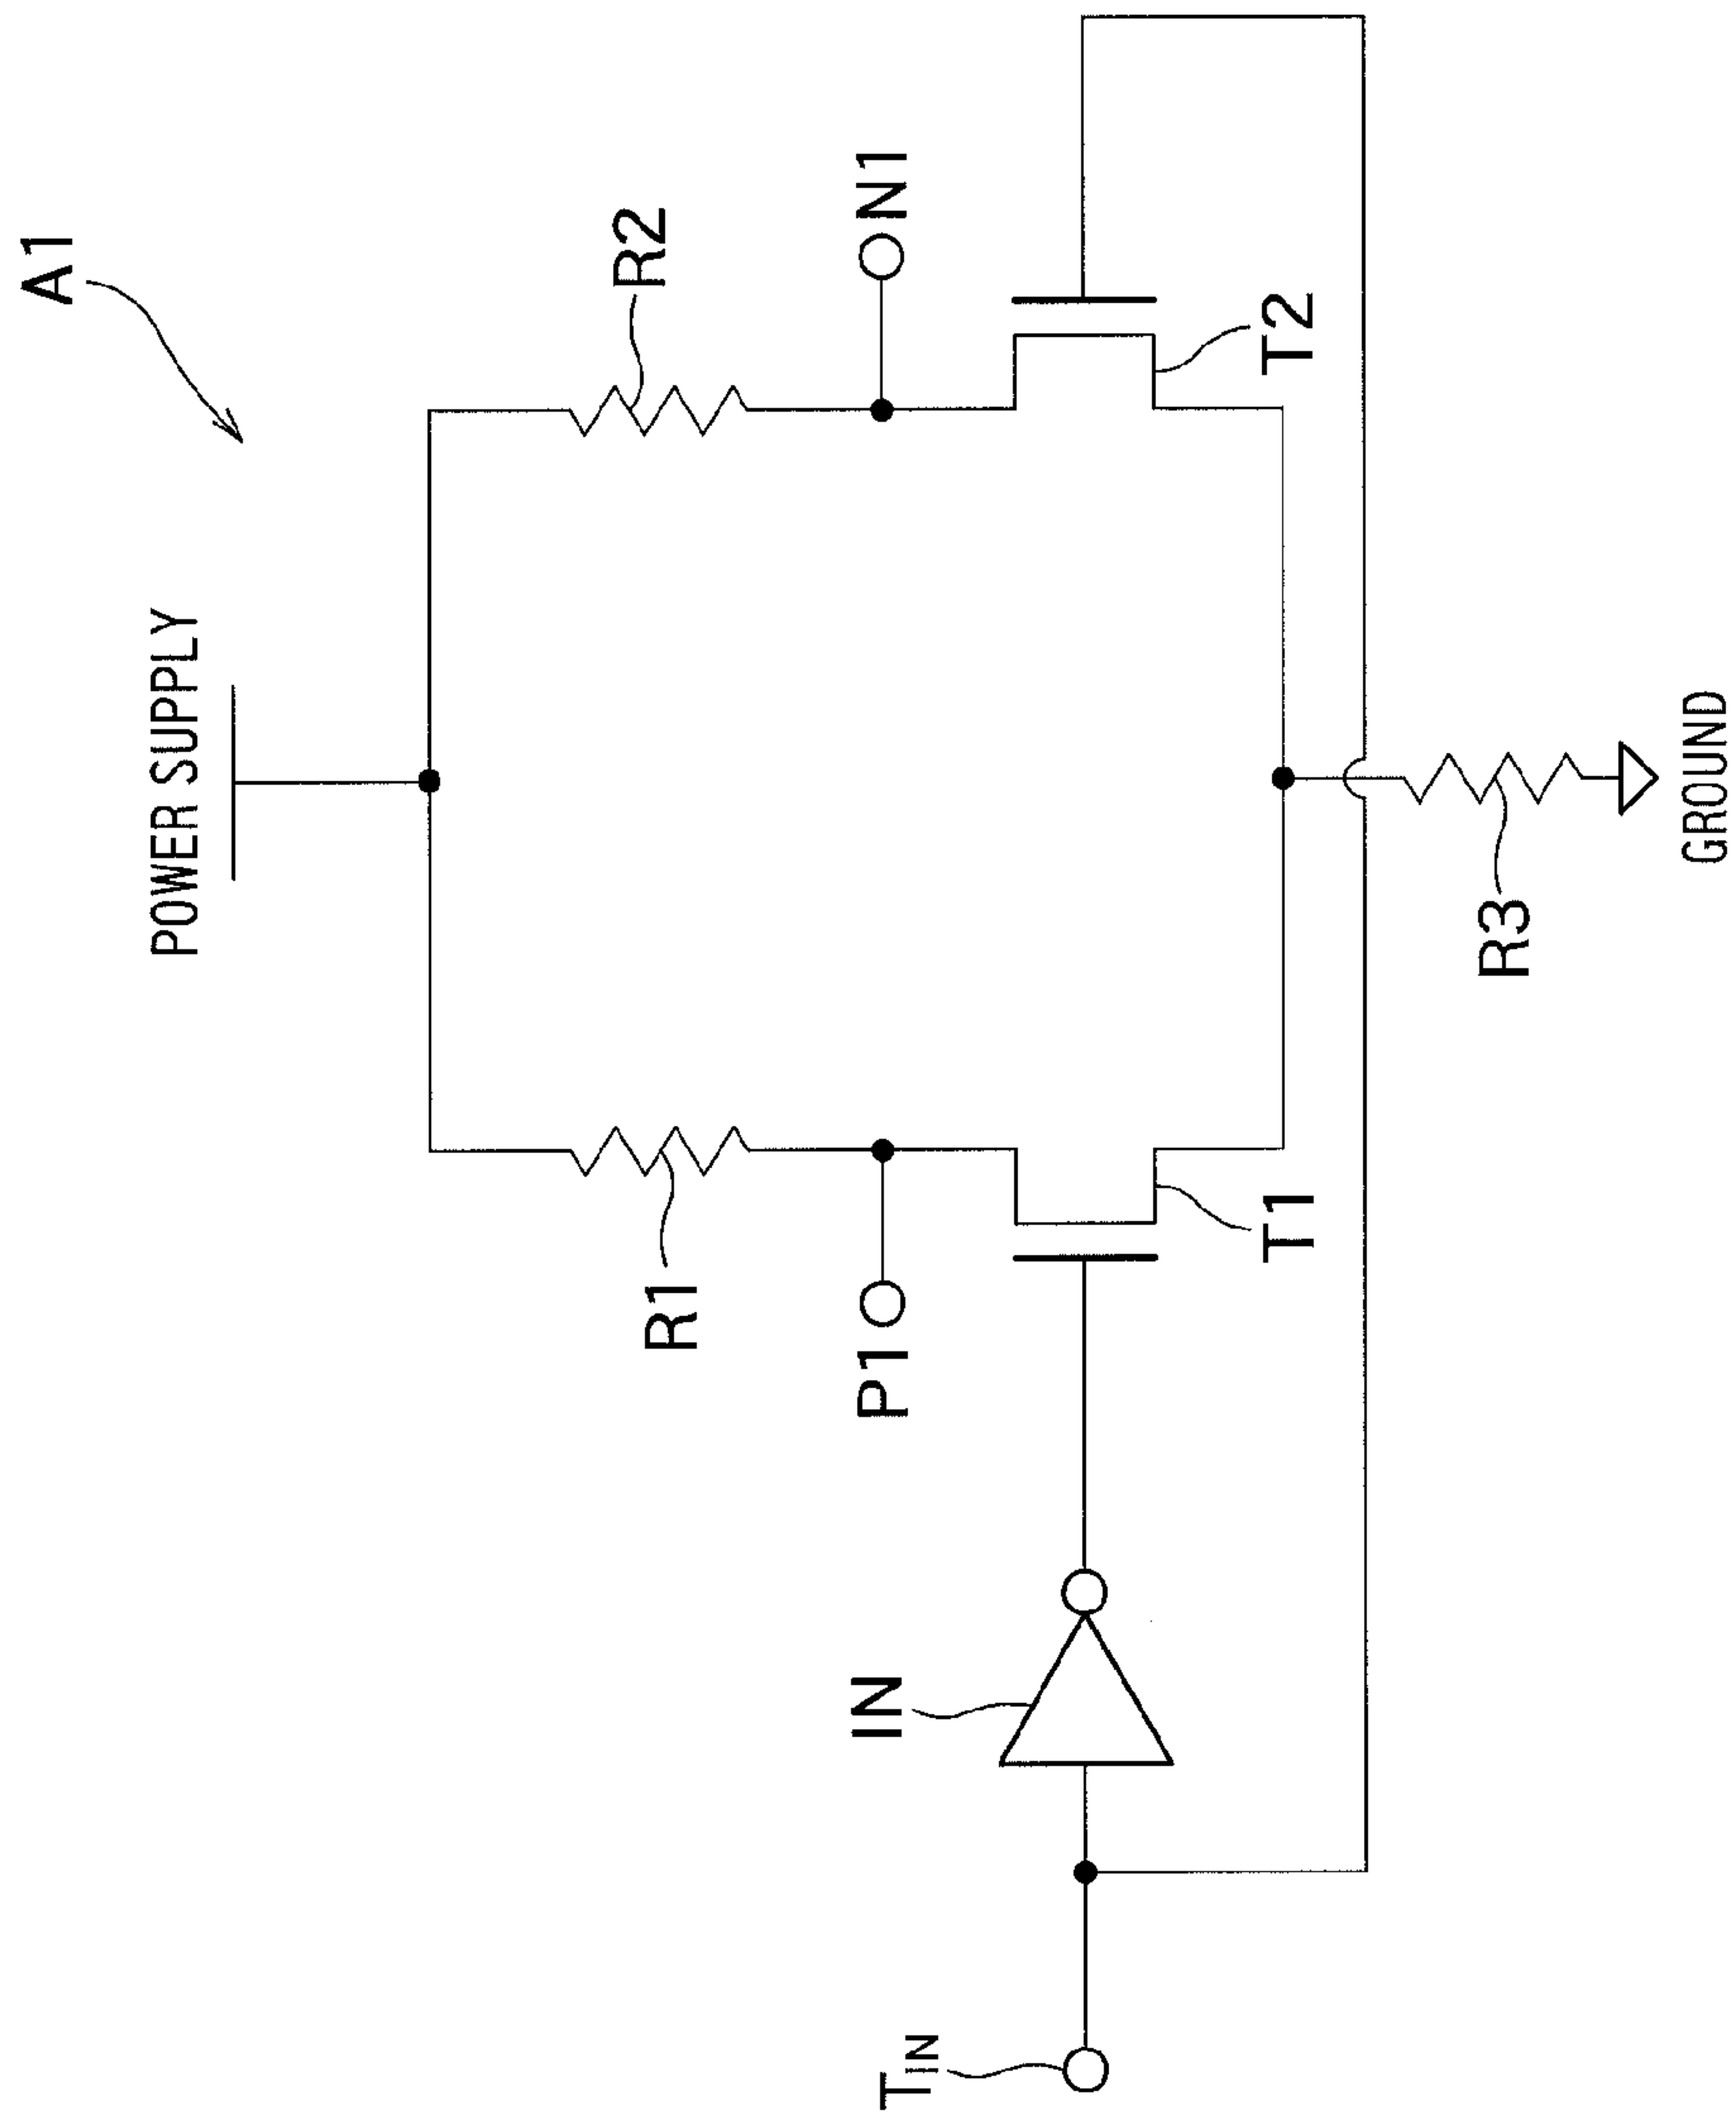 A1
POWER SUPPLY
R1
R2
P1
N1
IN
TIN
T1
T2
R3
GROUND